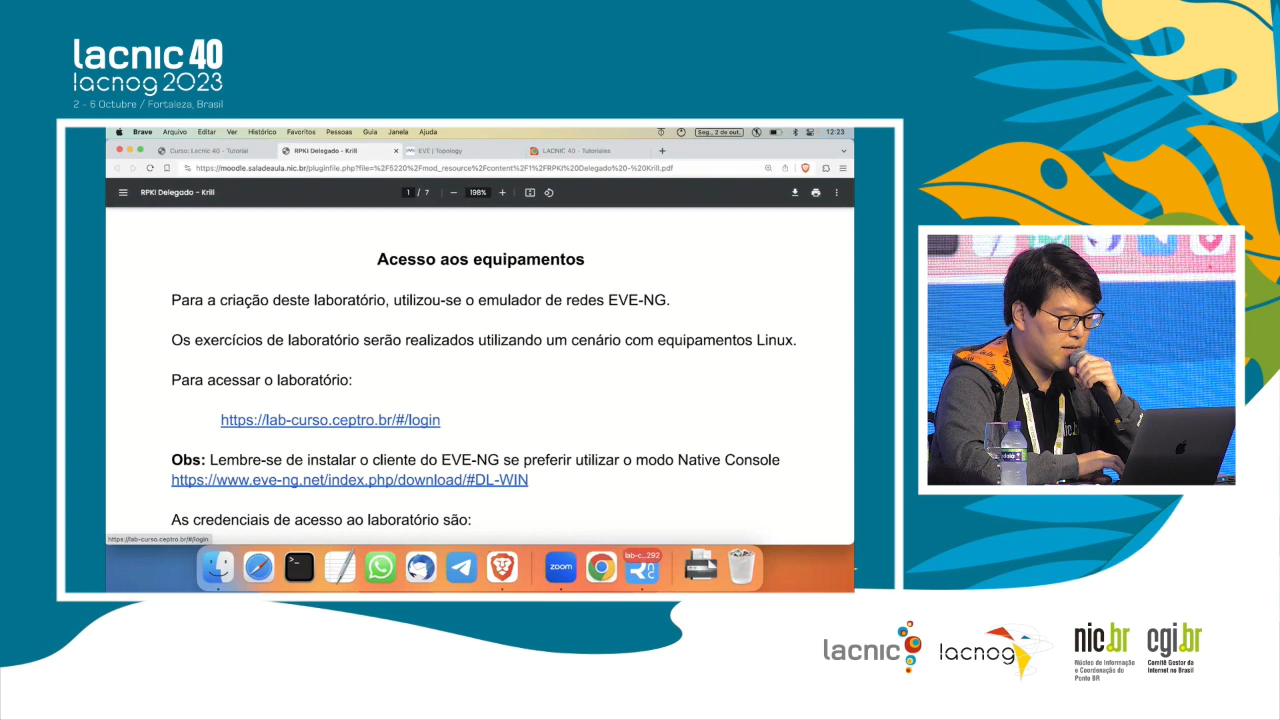 lacnic 40
lacnog 2023
2 - 6 Octubre / Fortaleza, Brasil
Brave Arquivo Editar Ver Histórico Favoritos Pessoas Guia Janela Ajuda Seg., 2 de out. 12:23
Curso: Lacnic 40 - Tutorial RPKI Delegado - Krill EVE | Topology LACNIC 40 - Tutoriales
https://moodle.saladeaula.nic.br/pluginfile.php?file=%2F5220%2Fmod_resource%2Fcontent%2F1%2FRPKI%20Delegado%20-%20Krill.pdf
RPKI Delegado - Krill 1 / 7 198%
Acesso aos equipamentos
Para a criação deste laboratório, utilizou-se o emulador de redes EVE-NG.
Os exercícios de laboratório serão realizados utilizando um cenário com equipamentos Linux.
Para acessar o laboratório:
https://lab-curso.ceptro.br/#/login
Obs: Lembre-se de instalar o cliente do EVE-NG se preferir utilizar o modo Native Console
https://www.eve-ng.net/index.php/download/#DL-WIN
As credenciais de acesso ao laboratório são:
https://lab-curso.ceptro.br/#/login
zoom
lab-c...292
nic.br
lacnic
lacnog
nic.br
Núcleo de Informação
e Coordenação do
Ponto BR
cgi.br
Comitê Gestor da
Internet no Brasil